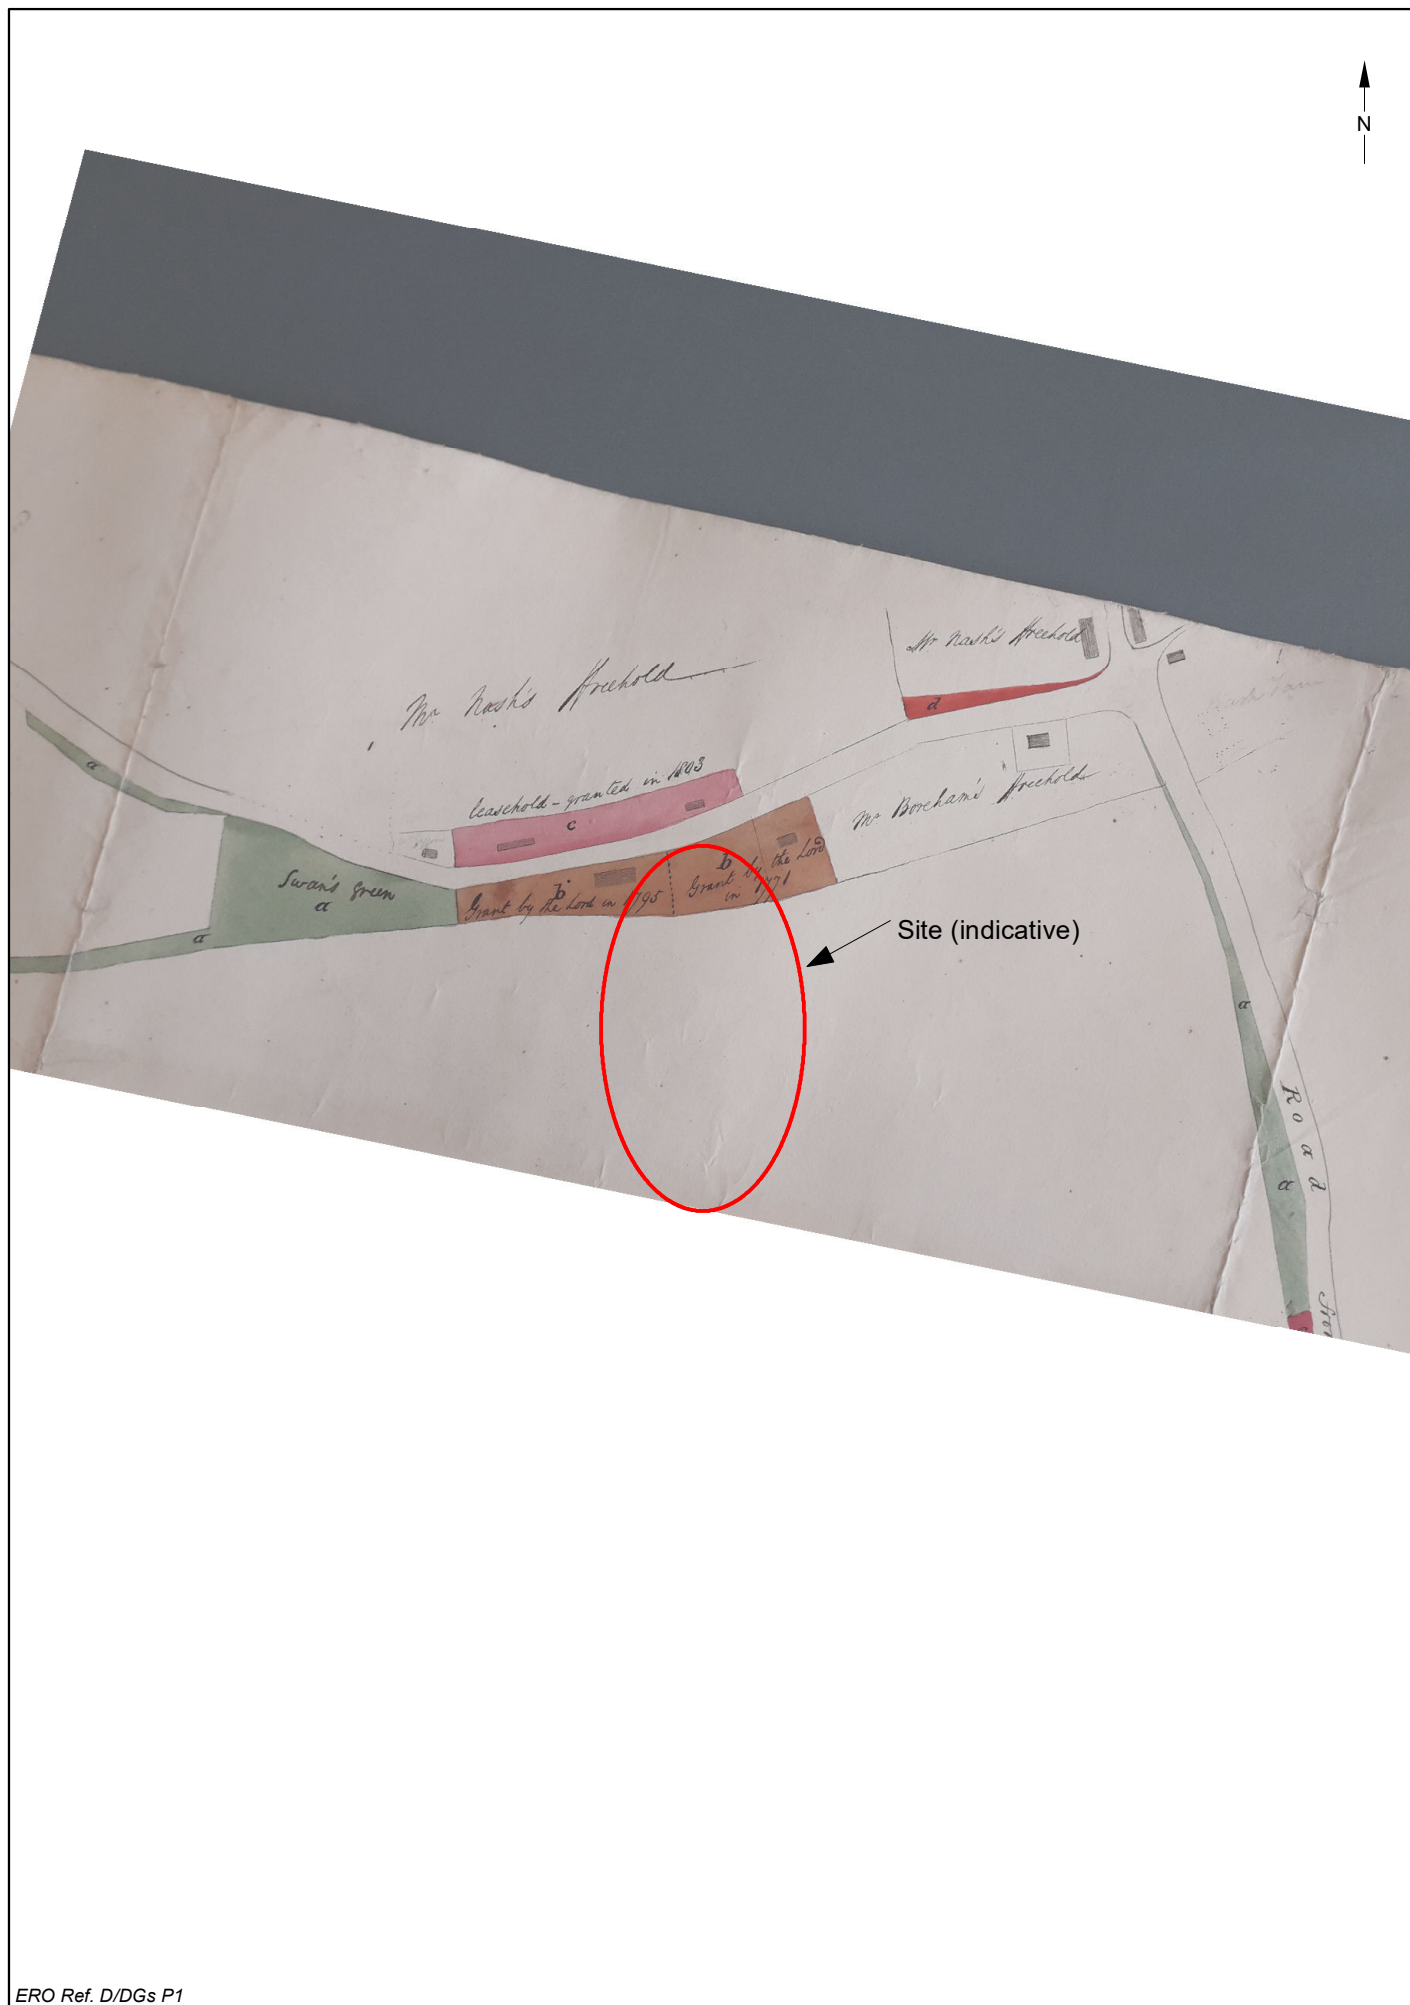 N
Mr Nash's freehold
d
Mr Nash's freehold
a
leasehold - granted in 1803
c
Mr Boreham's freehold
Swan's green
a
b
Grant by the Lord in 1795
b
Grant by the Lord
in 1771
a
Site (indicative)
a
Road
a
ERO Ref. D/DGs P1